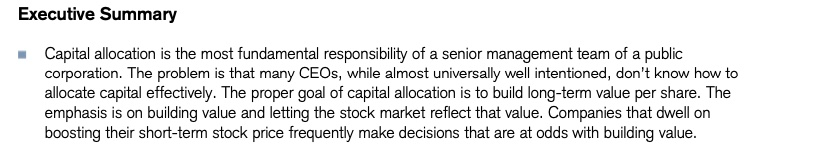 Executive Summary
Capital allocation is the most fundamental responsibility of a senior management team of a public
corporation. The problem is that many CEOs, while almost universally well intentioned, don't know how to
allocate capital effectively. The proper goal of capital allocation is to build long-term value per share. The
emphasis is on building value and letting the stock market reflect that value. Companies that dwell on
boosting their short-term stock price frequently make decisions that are at odds with building value.